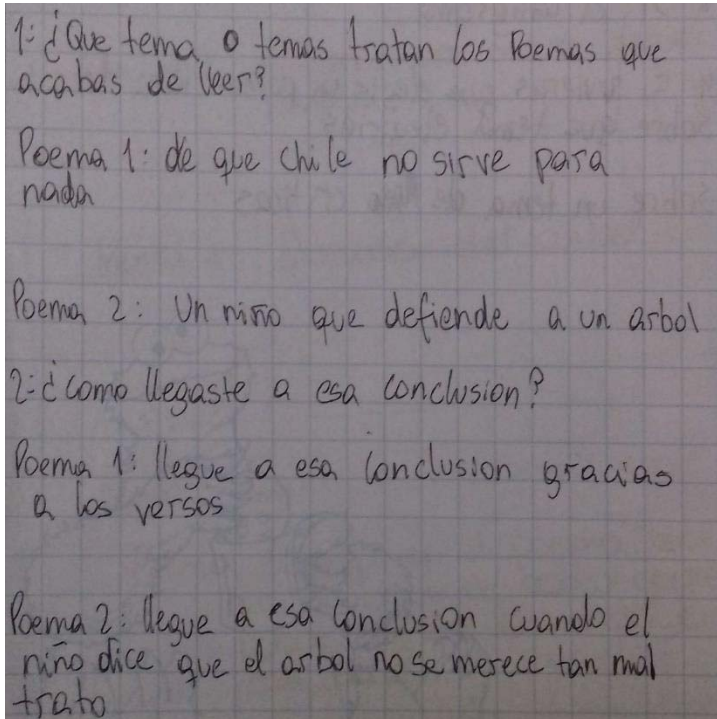 1: ¿Que tema o temas tratan los Poemas que
acabas de leer?
Poema 1: de que chile no sirve para
nada
Poema 2: Un niño que defiende a un arbol
2: ¿como llegaste a esa conclusion?
Poema 1: llegue a esa conclusion gracias
a los versos
Poema 2: llegue a esa conclusion cuando el
niño dice que el arbol no se merece tan mal
trato